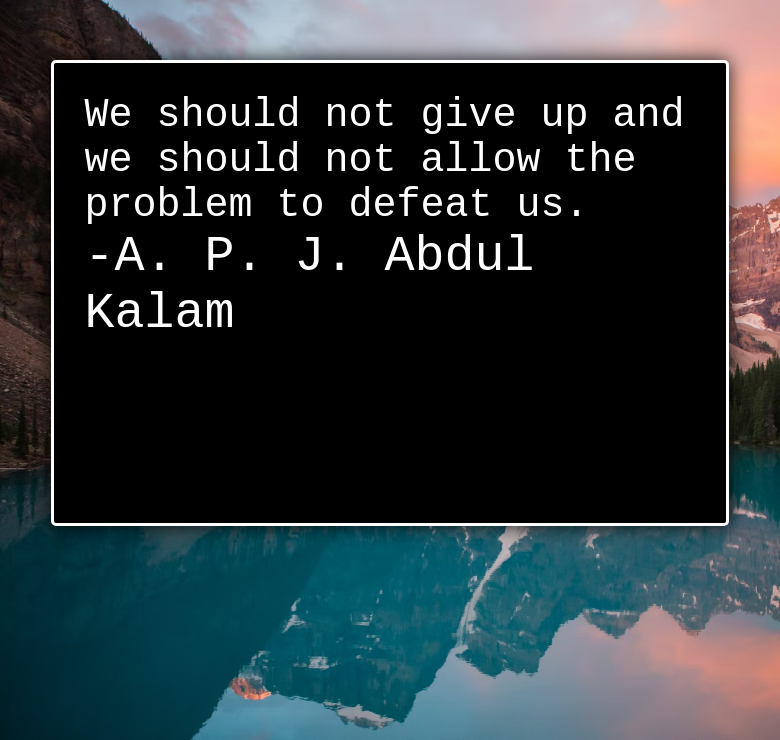 We should not give up and
we should not allow the
problem to defeat us.
-A. P. J. Abdul
Kalam